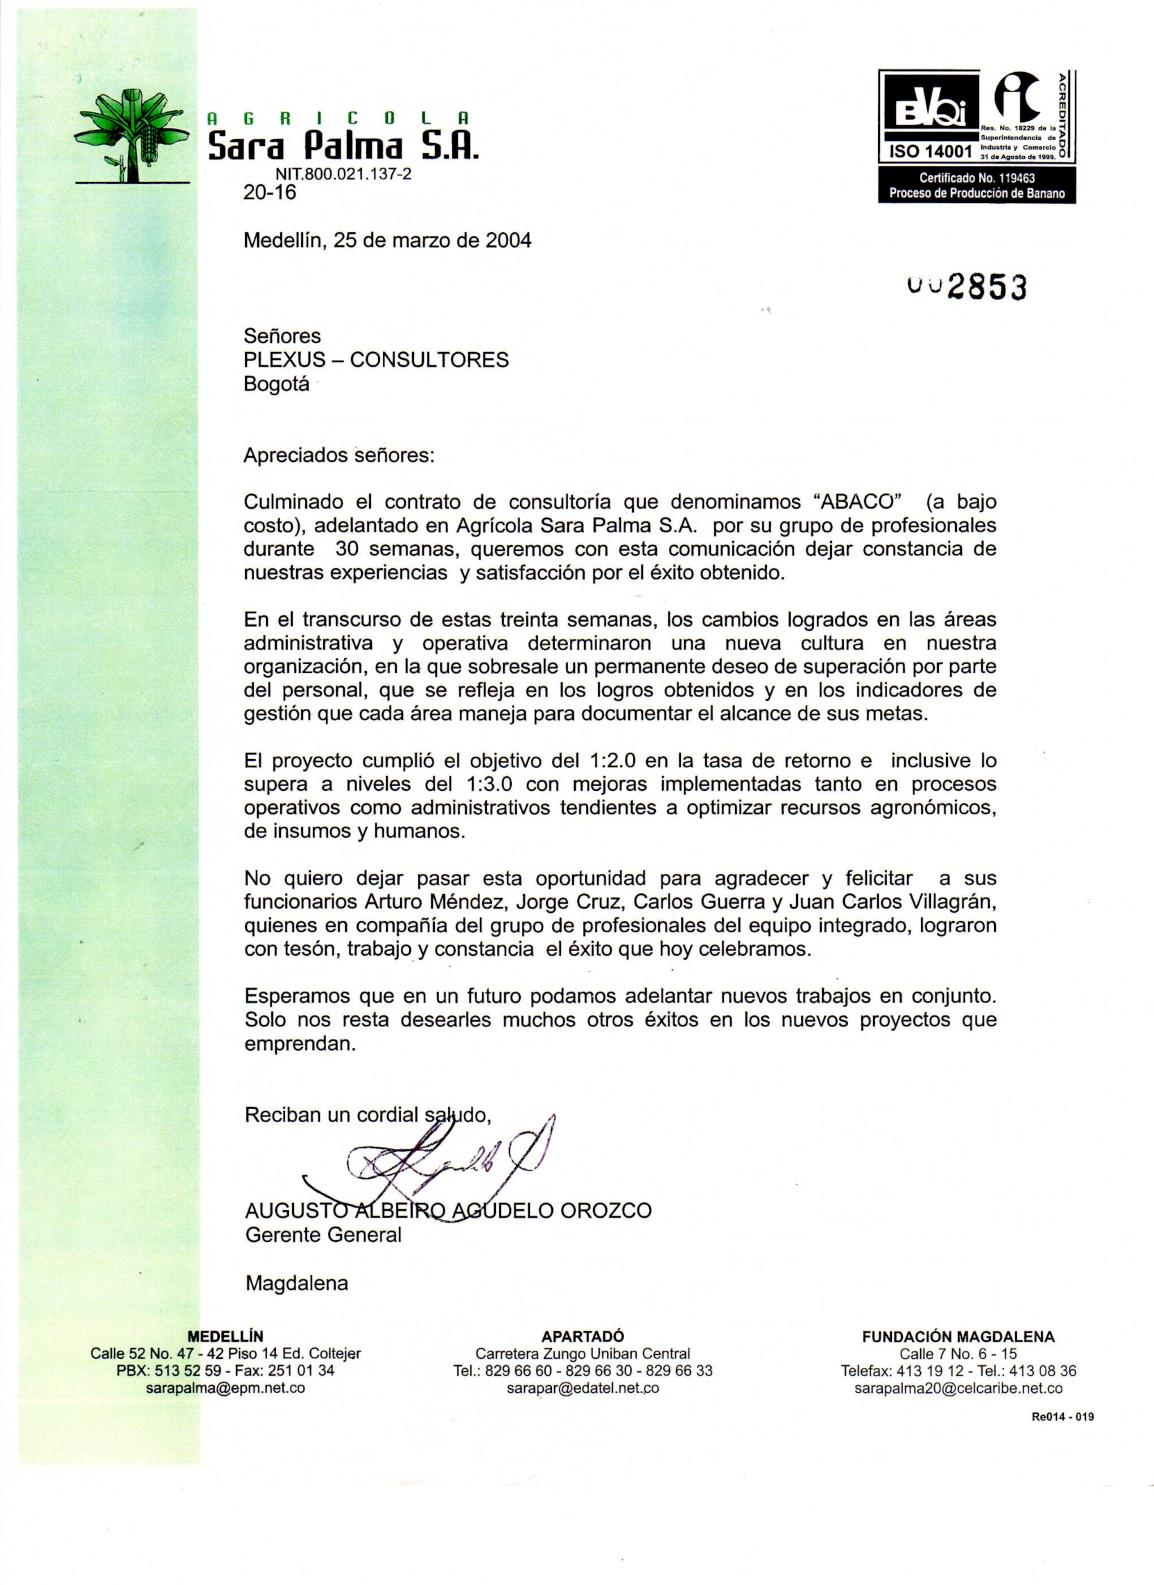 AGRICOLA
Sara Palma S.A.
NIT.800.021.137-2
20-16
BVQi
ISO 14001
Res. No. 18229 de la
Superintendencia de
Industria y Comercio
31 de Agosto de 1999.
ACREDITADO
Certificado No. 119463
Proceso de Producción de Banano
Medellín, 25 de marzo de 2004
002853
Señores
PLEXUS – CONSULTORES
Bogotá
Apreciados señores:
Culminado el contrato de consultoría que denominamos “ABACO” (a bajo
costo), adelantado en Agrícola Sara Palma S.A. por su grupo de profesionales
durante 30 semanas, queremos con esta comunicación dejar constancia de
nuestras experiencias y satisfacción por el éxito obtenido.
En el transcurso de estas treinta semanas, los cambios logrados en las áreas
administrativa y operativa determinaron una nueva cultura en nuestra
organización, en la que sobresale un permanente deseo de superación por parte
del personal, que se refleja en los logros obtenidos y en los indicadores de
gestión que cada área maneja para documentar el alcance de sus metas.
El proyecto cumplió el objetivo del 1:2.0 en la tasa de retorno e inclusive lo
supera a niveles del 1:3.0 con mejoras implementadas tanto en procesos
operativos como administrativos tendientes a optimizar recursos agronómicos,
de insumos y humanos.
No quiero dejar pasar esta oportunidad para agradecer y felicitar a sus
funcionarios Arturo Méndez, Jorge Cruz, Carlos Guerra y Juan Carlos Villagrán,
quienes en compañía del grupo de profesionales del equipo integrado, lograron
con tesón, trabajo y constancia el éxito que hoy celebramos.
Esperamos que en un futuro podamos adelantar nuevos trabajos en conjunto.
Solo nos resta desearles muchos otros éxitos en los nuevos proyectos que
emprendan.
Reciban un cordial saludo,
AUGUSTO ALBEIRO AGUDELO OROZCO
Gerente General
Magdalena
MEDELLÍN
Calle 52 No. 47 - 42 Piso 14 Ed. Coltejer
PBX: 513 52 59 - Fax: 251 01 34
sarapalma@epm.net.co
APARTADÓ
Carretera Zungo Uniban Central
Tel.: 829 66 60 - 829 66 30 - 829 66 33
sarapar@edatel.net.co
FUNDACIÓN MAGDALENA
Calle 7 No. 6 - 15
Telefax: 413 19 12 - Tel.: 413 08 36
sarapalma20@celcaribe.net.co
Re014 - 019